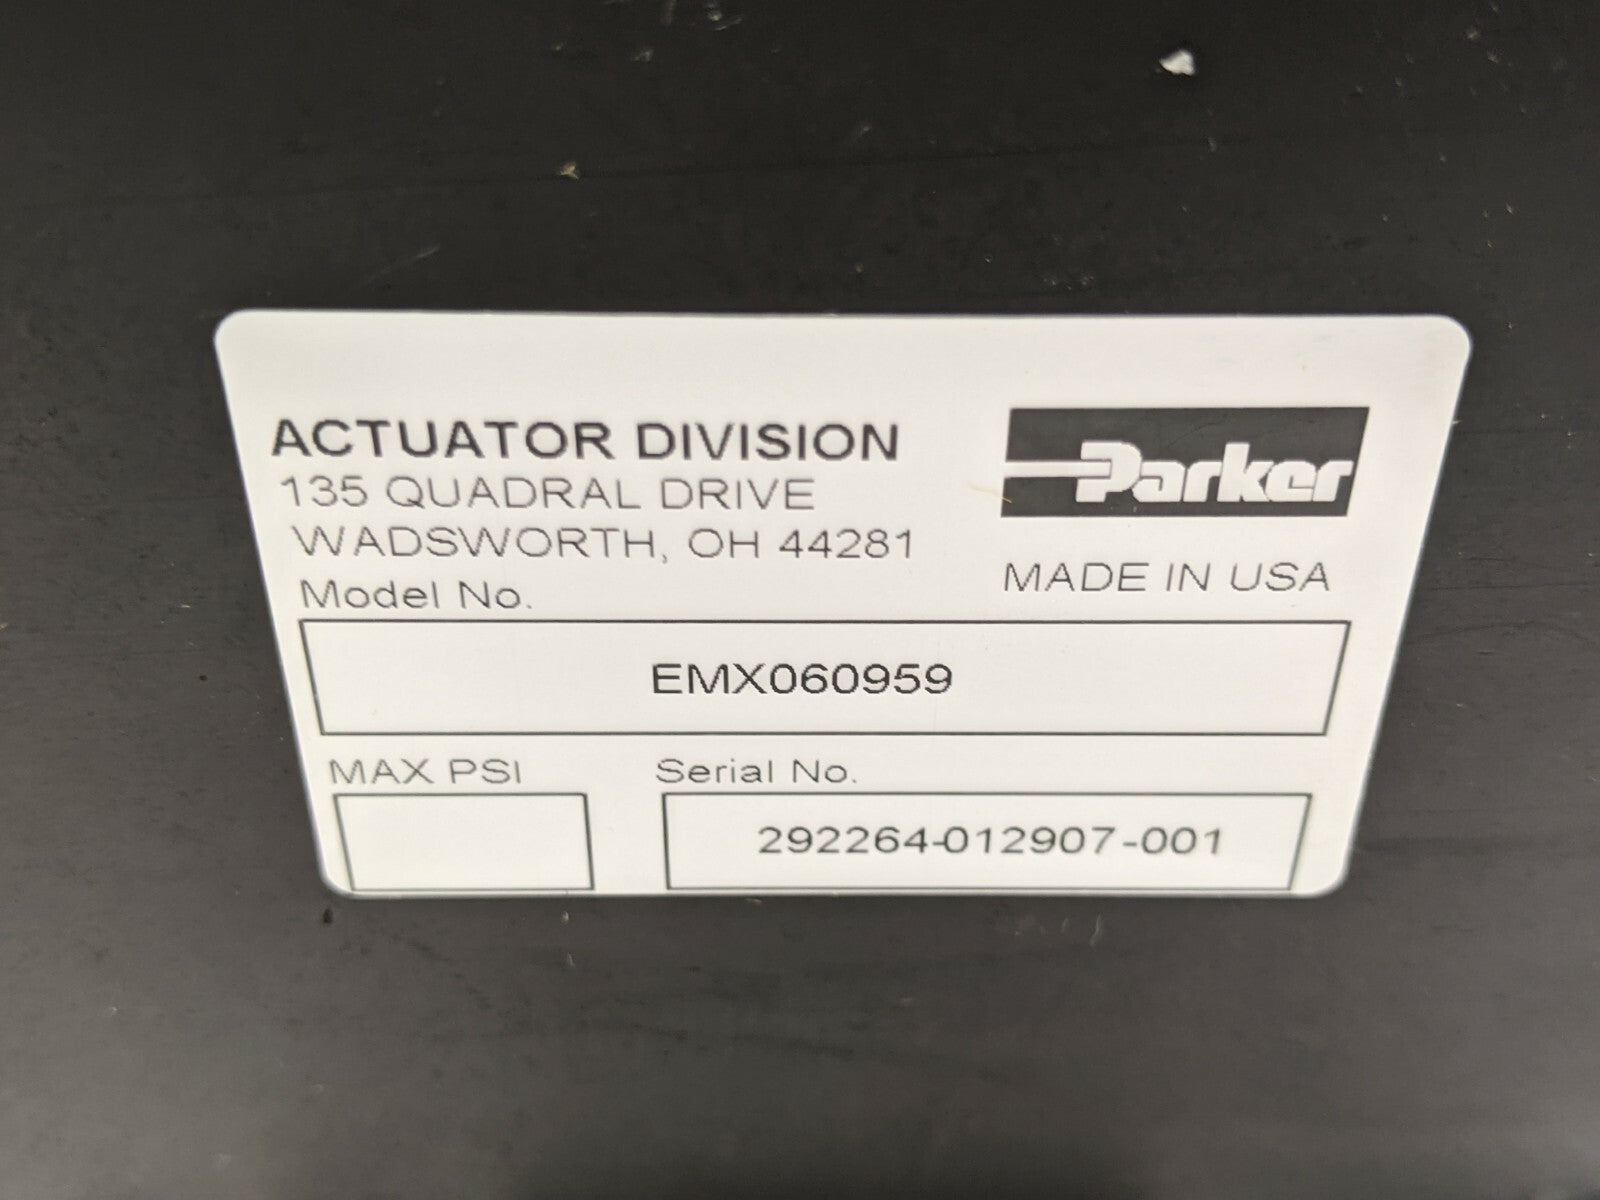 ACTUATOR DIVISION
135 QUADRAL DRIVE
WADSWORTH, OH 44281
Parker
MADE IN USA
Model No.
EMX060959
MAX PSI
Serial No.
292264-012907-001